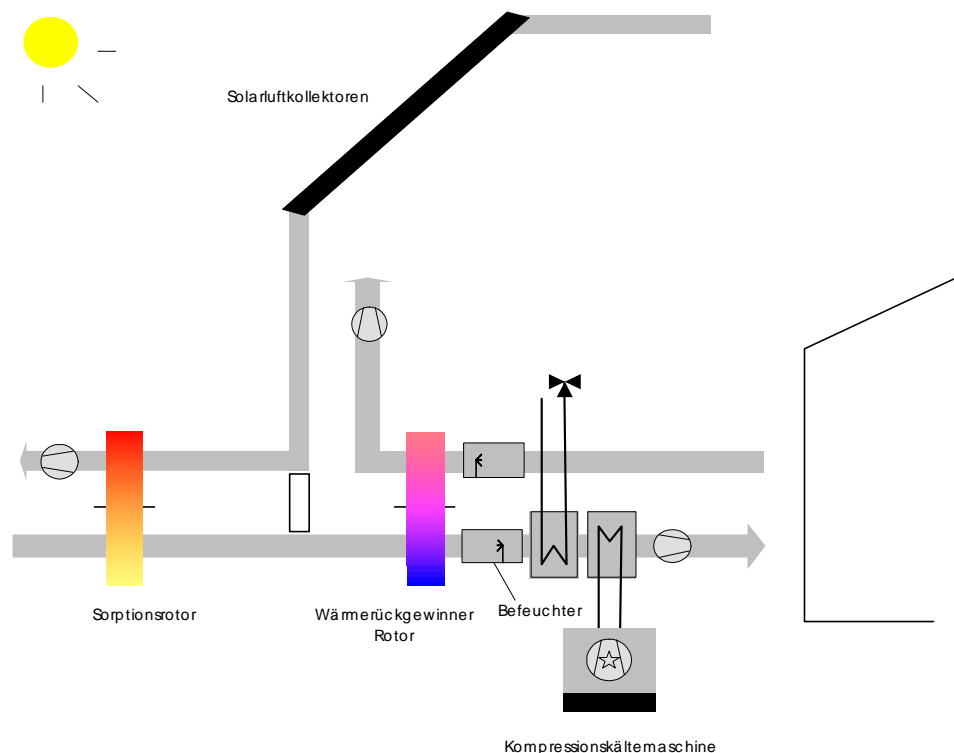 Solarluftkollektoren
Sorptionsrotor
Wärmerückgewinner
Rotor
Befeuchter
Kompressionskältemaschine